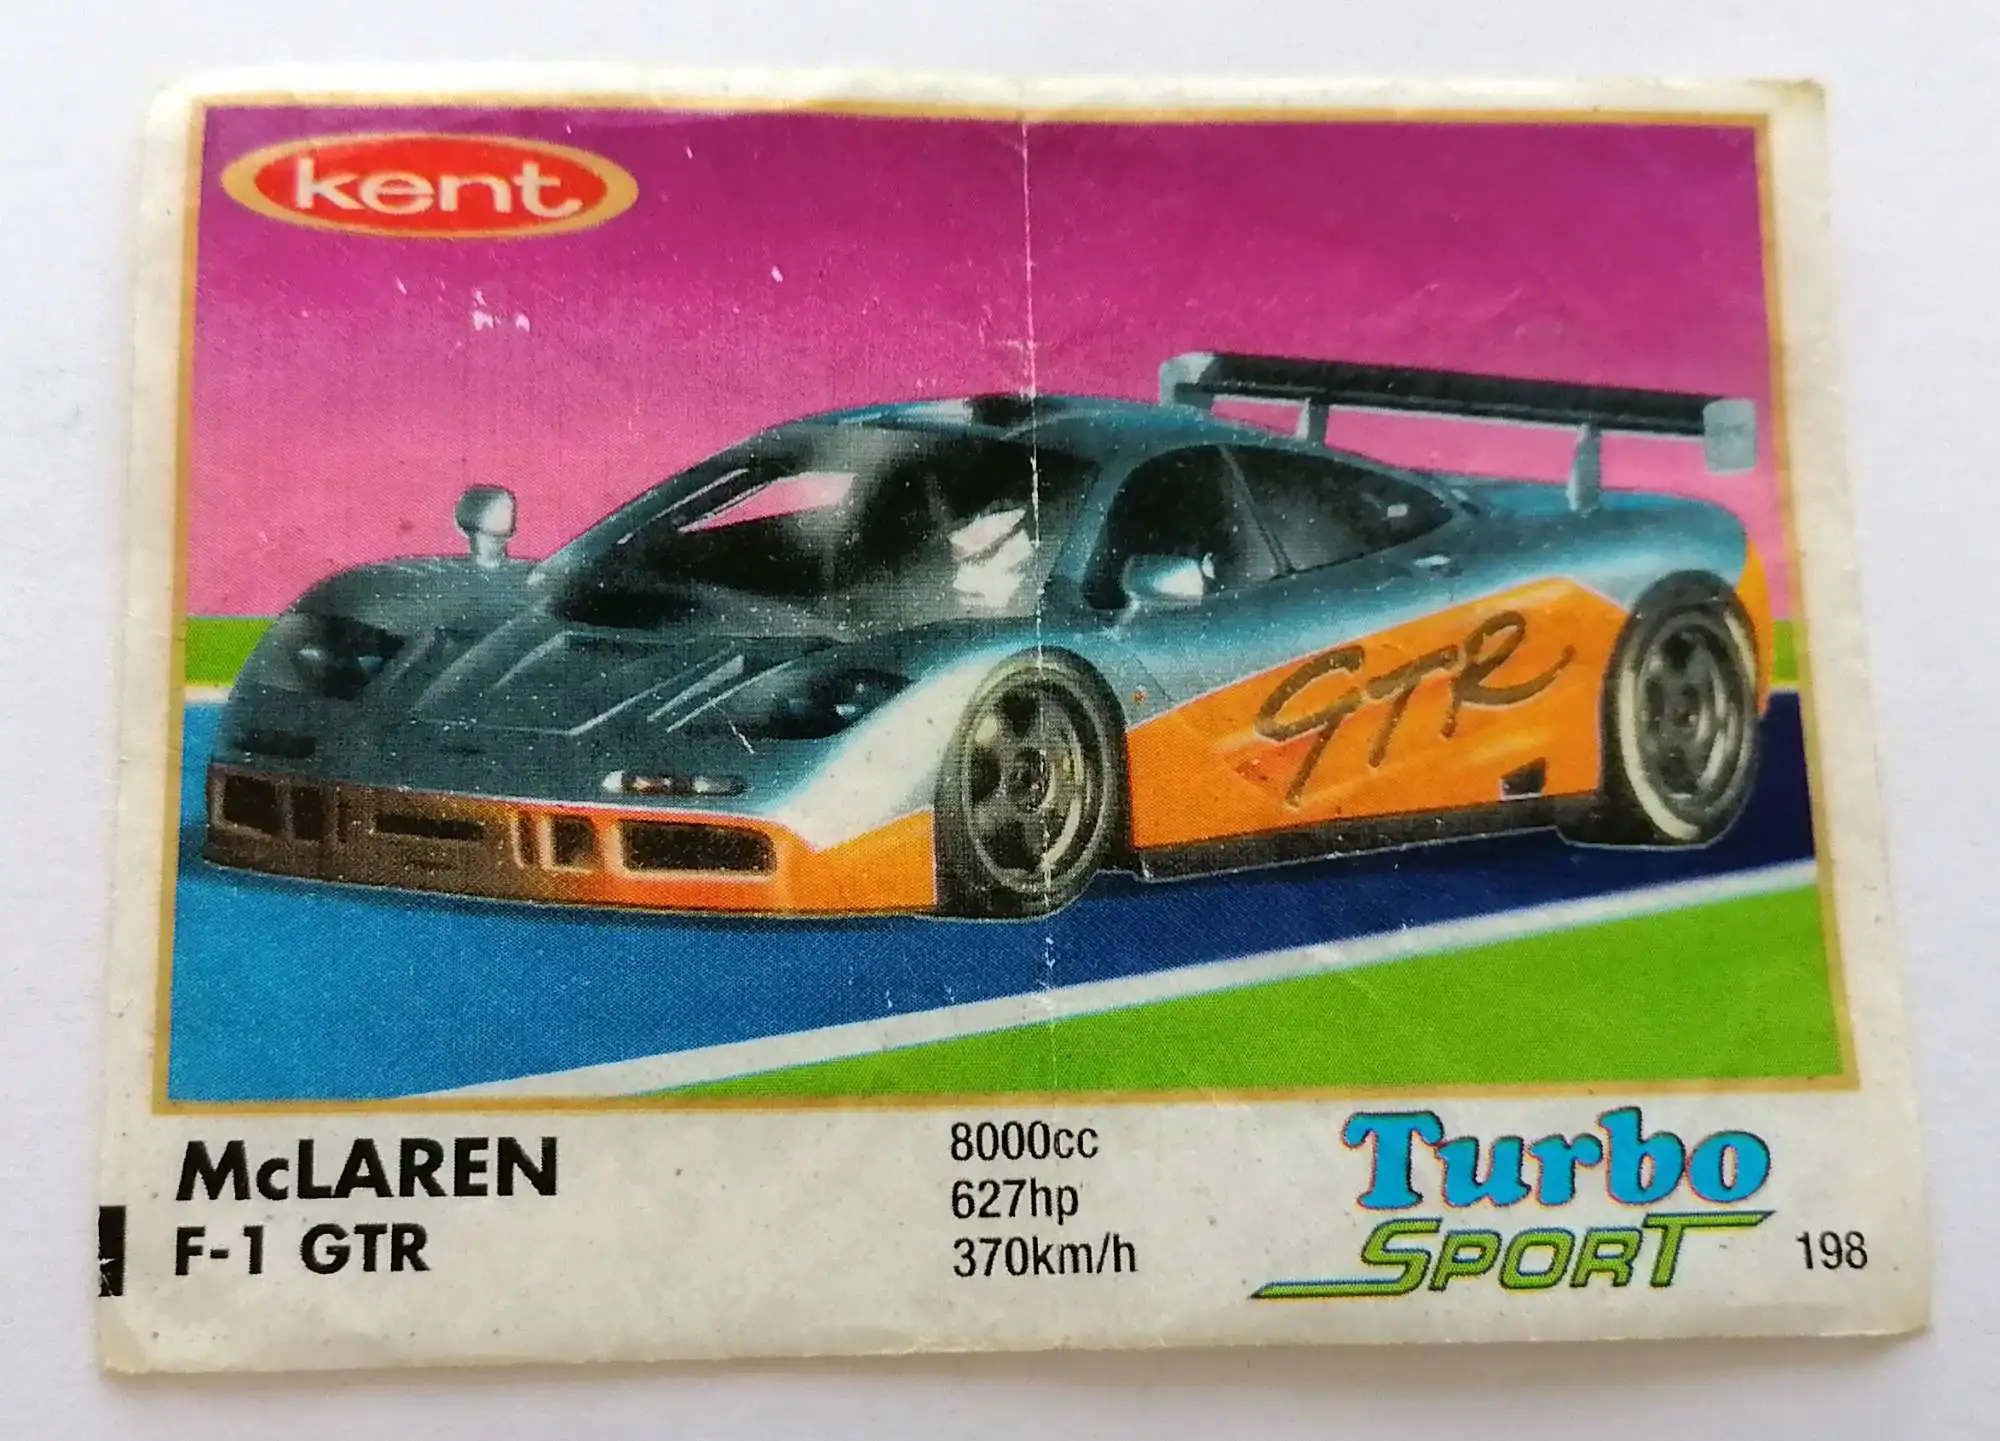 kent
GTR
McLAREN
F-1 GTR
8000cc
627hp
370km/h
Turbo
SPORT
198